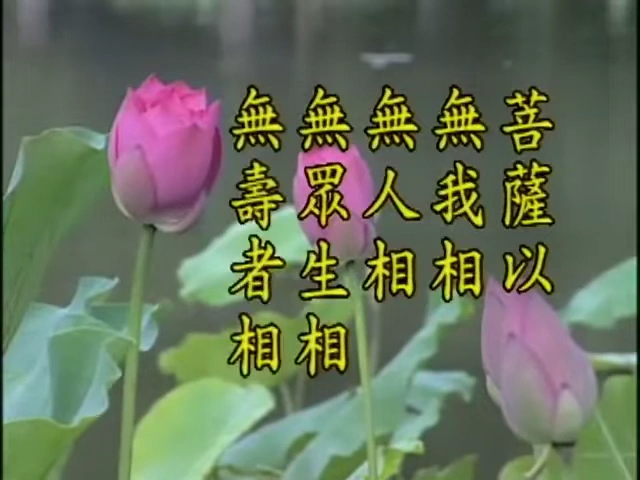 菩薩以
無我相
無人相
無眾生相
無壽者相